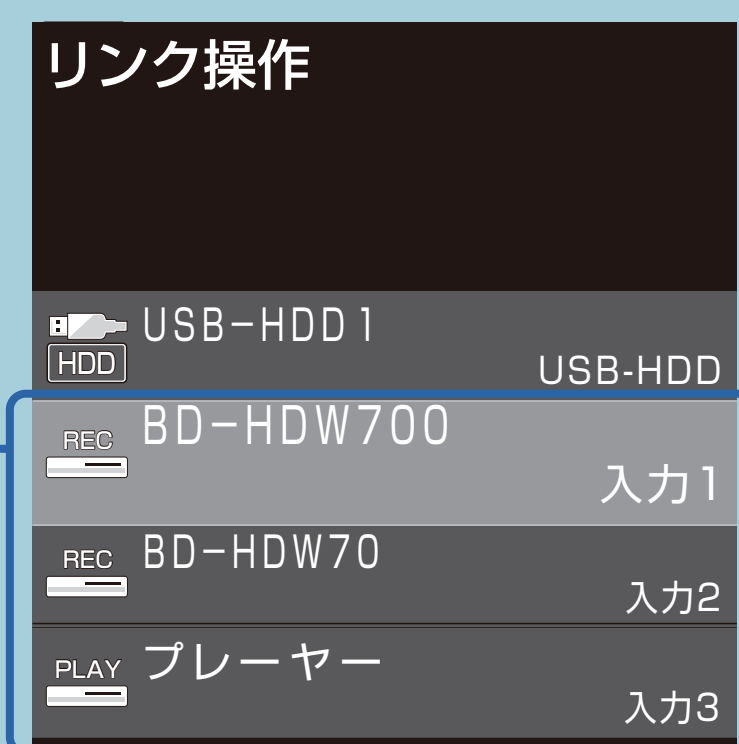 リンク操作
USB-HDD1
HDD
USB-HDD
BD-HDW700
REC
入力1
BD-HDW70
REC
入力2
プレーヤー
PLAY
入力3